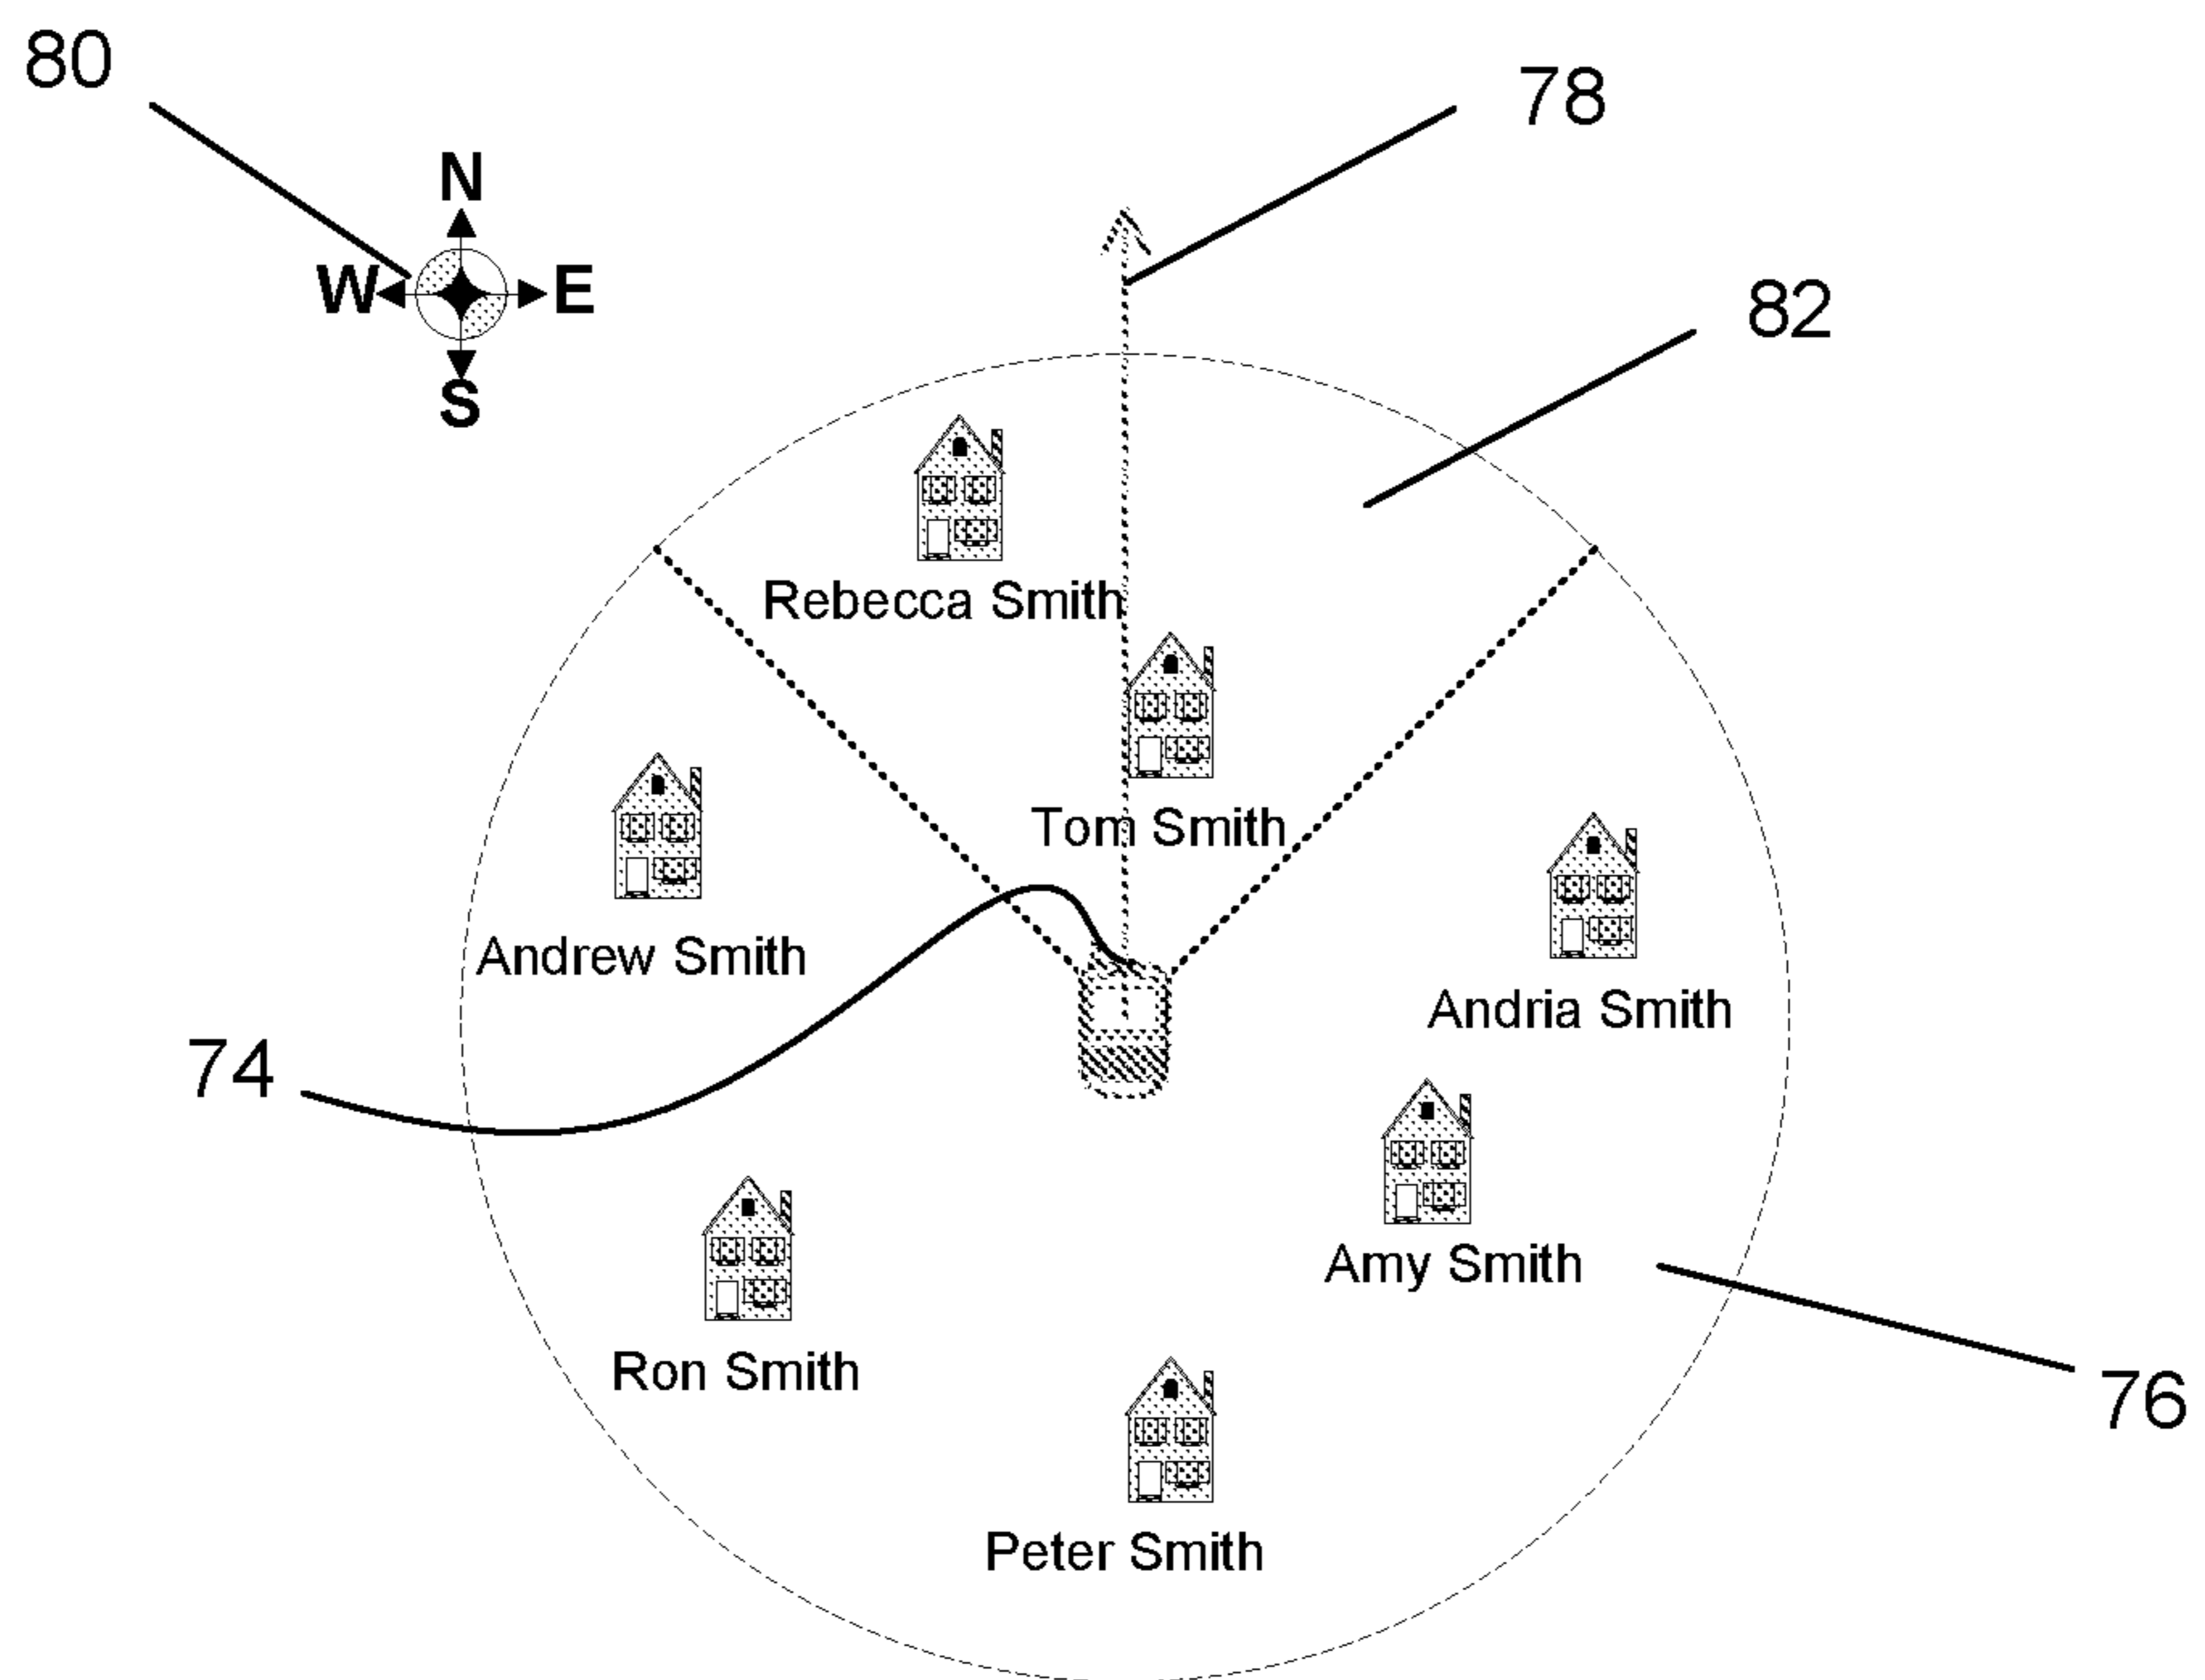 80
78
N
W
E
82
S
Rebecca Smith
Tom Smith
Andrew Smith
Andria Smith
74
Amy Smith
Ron Smith
76
Peter Smith